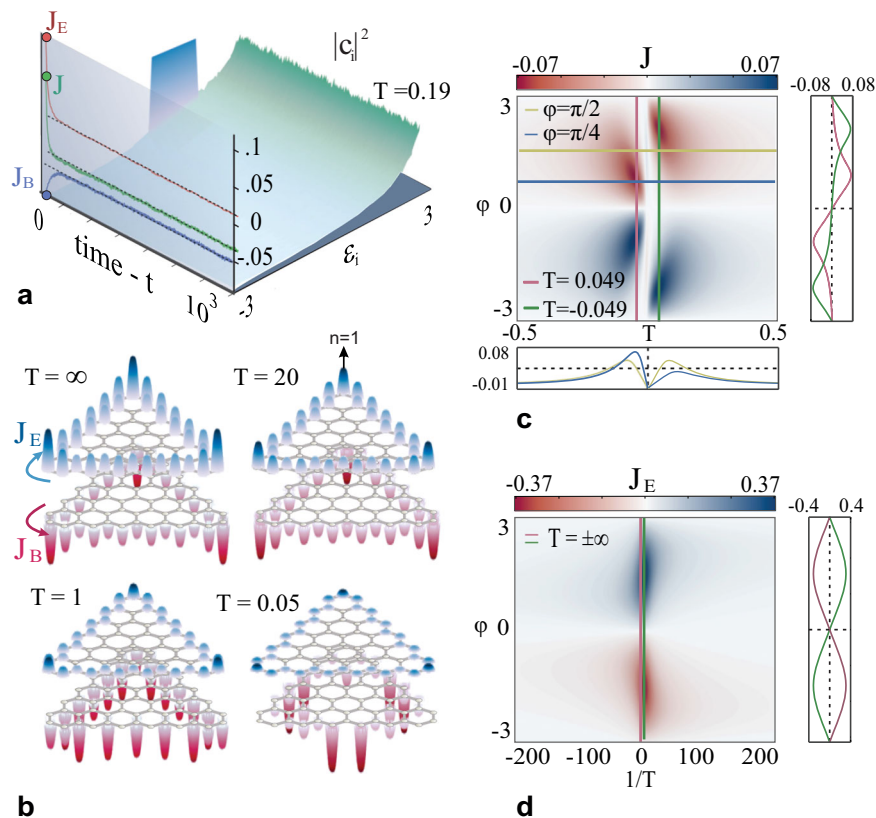 J_E
J
J_B
|c_i|^2
T = 0.19
.1
.05
0
-.05
0
time - t
10^3
-3
ε_i
3
a
T = ∞
J_E
J_B
n=1
T = 20
T = 1
T = 0.05
b
-0.07 J 0.07
-0.08 0.08
3
φ=π/2
φ=π/4
φ 0
T= 0.049
T=-0.049
-3
-0.5 T 0.5
0.08
-0.01
c
-0.37 J_E 0.37
-0.4 0.4
3
T = ±∞
φ 0
-3
-200 -100 0 100 200
1/T
d